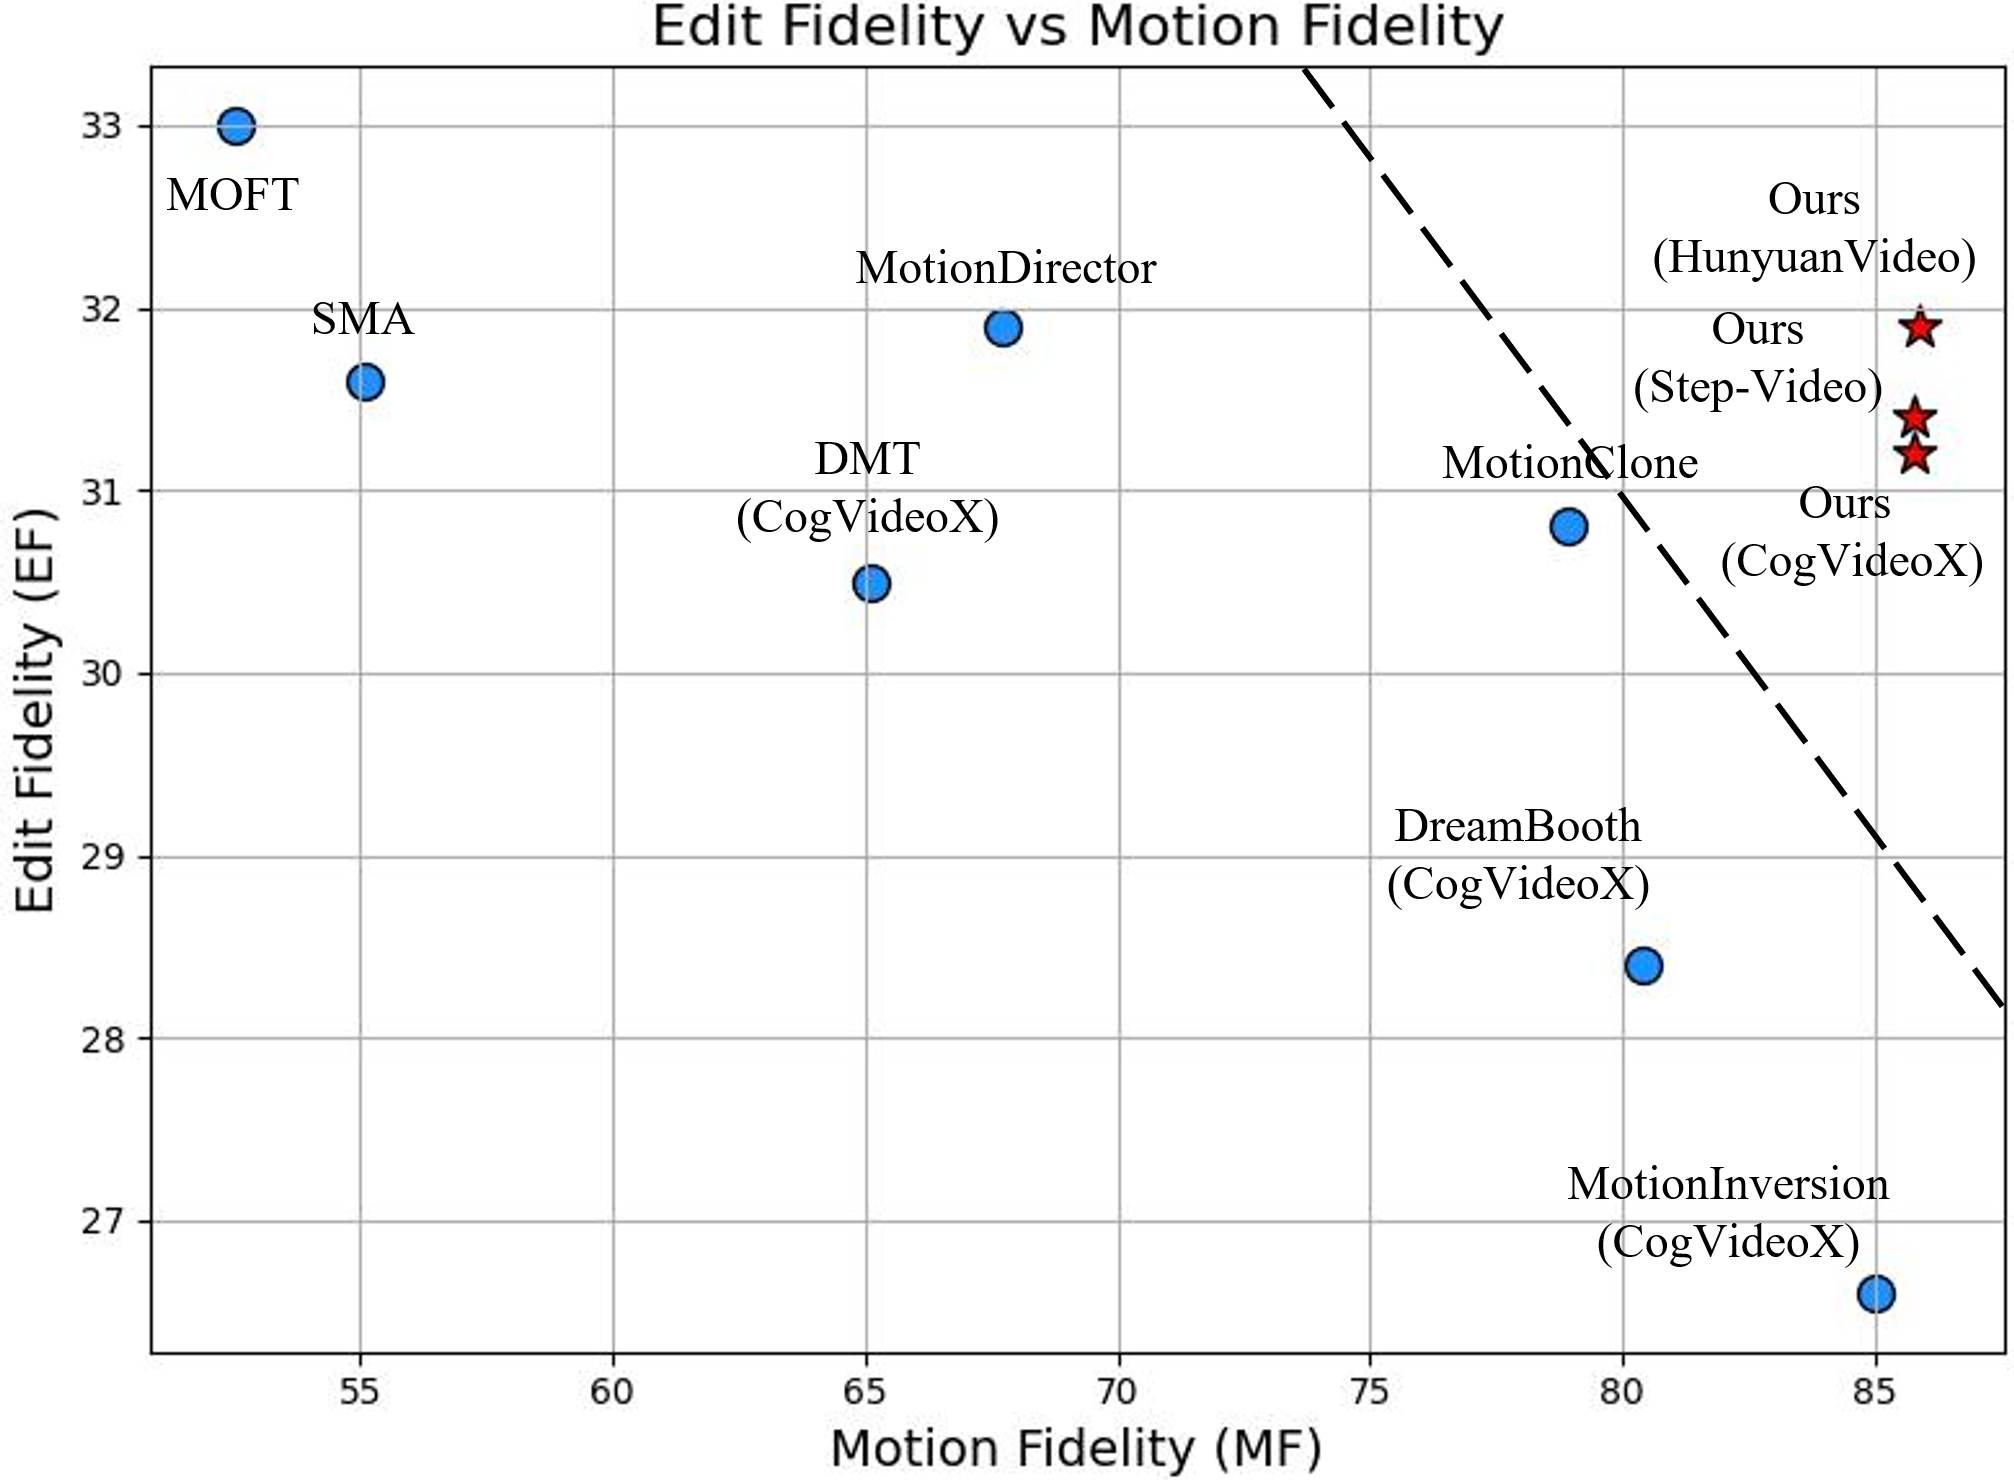 Edit Fidelity vs Motion Fidelity
33
32
31
30
29
28
27
Edit Fidelity (EF)
MOFT
SMA
MotionDirector
DMT
(CogVideoX)
MotionClone
Ours
(HunyuanVideo)
Ours
(Step-Video)
Ours
(CogVideoX)
DreamBooth
(CogVideoX)
MotionInversion
(CogVideoX)
55
60
65
70
75
80
85
Motion Fidelity (MF)